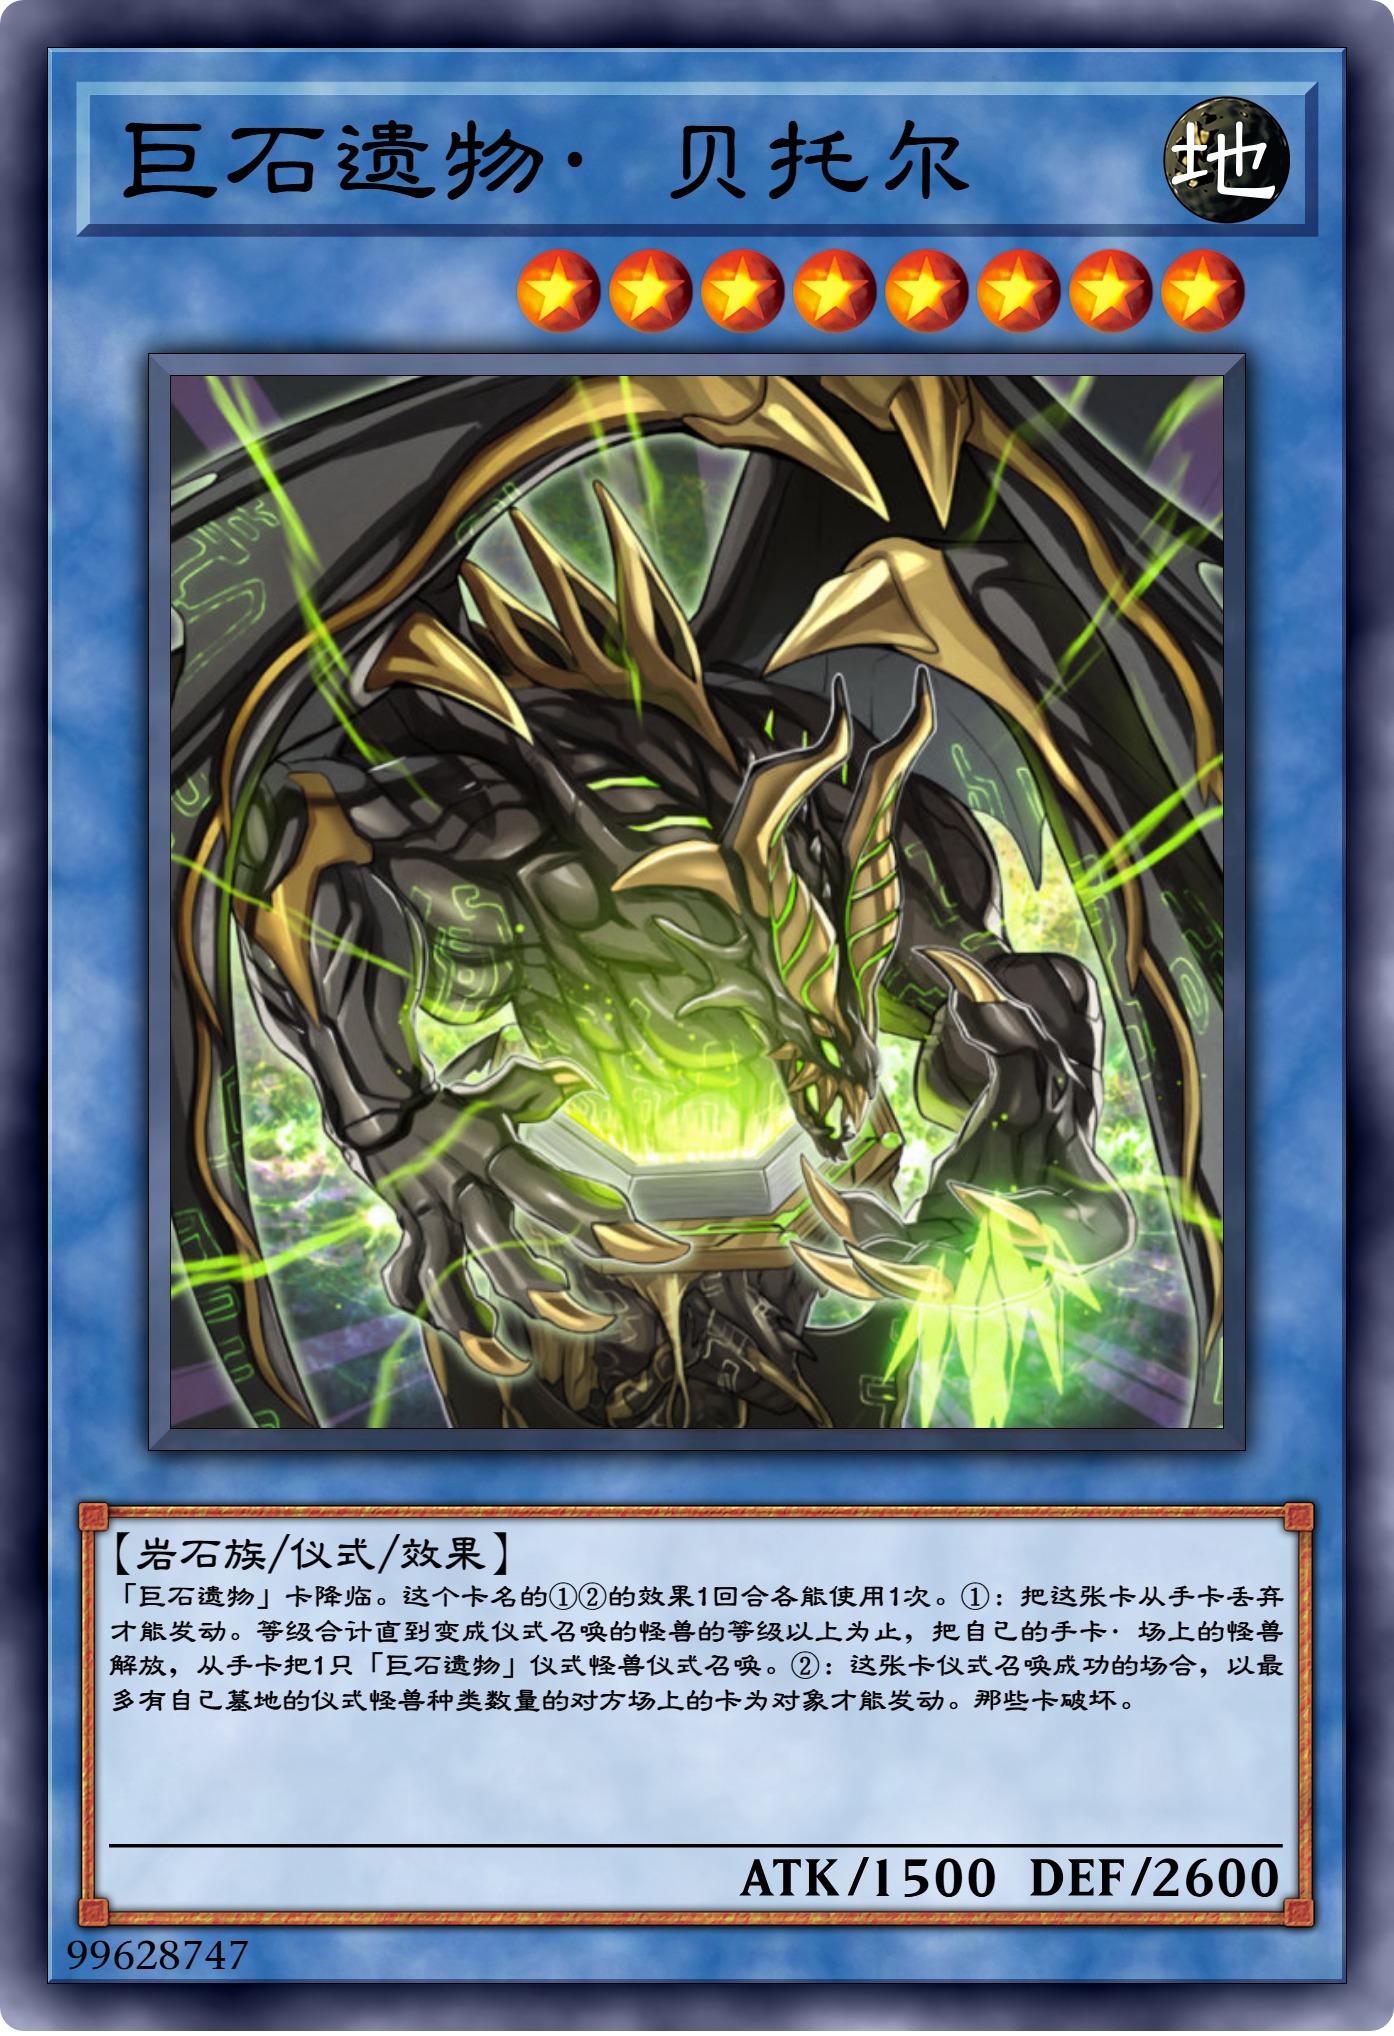 巨石遗物· 贝托尔
地
【岩石族/仪式/效果】
「巨石遗物」卡降临。这个卡名的①②的效果1回合各能使用1次。①：把这张卡从手卡丢弃
才能发动。等级合计直到变成仪式召唤的怪兽的等级以上为止，把自己的手卡·场上的怪兽
解放，从手卡把1只「巨石遗物」仪式怪兽仪式召唤。②：这张卡仪式召唤成功的场合，以最
多有自己墓地的仪式怪兽种类数量的对方场上的卡为对象才能发动。那些卡破坏。
ATK/1500 DEF/2600
99628747